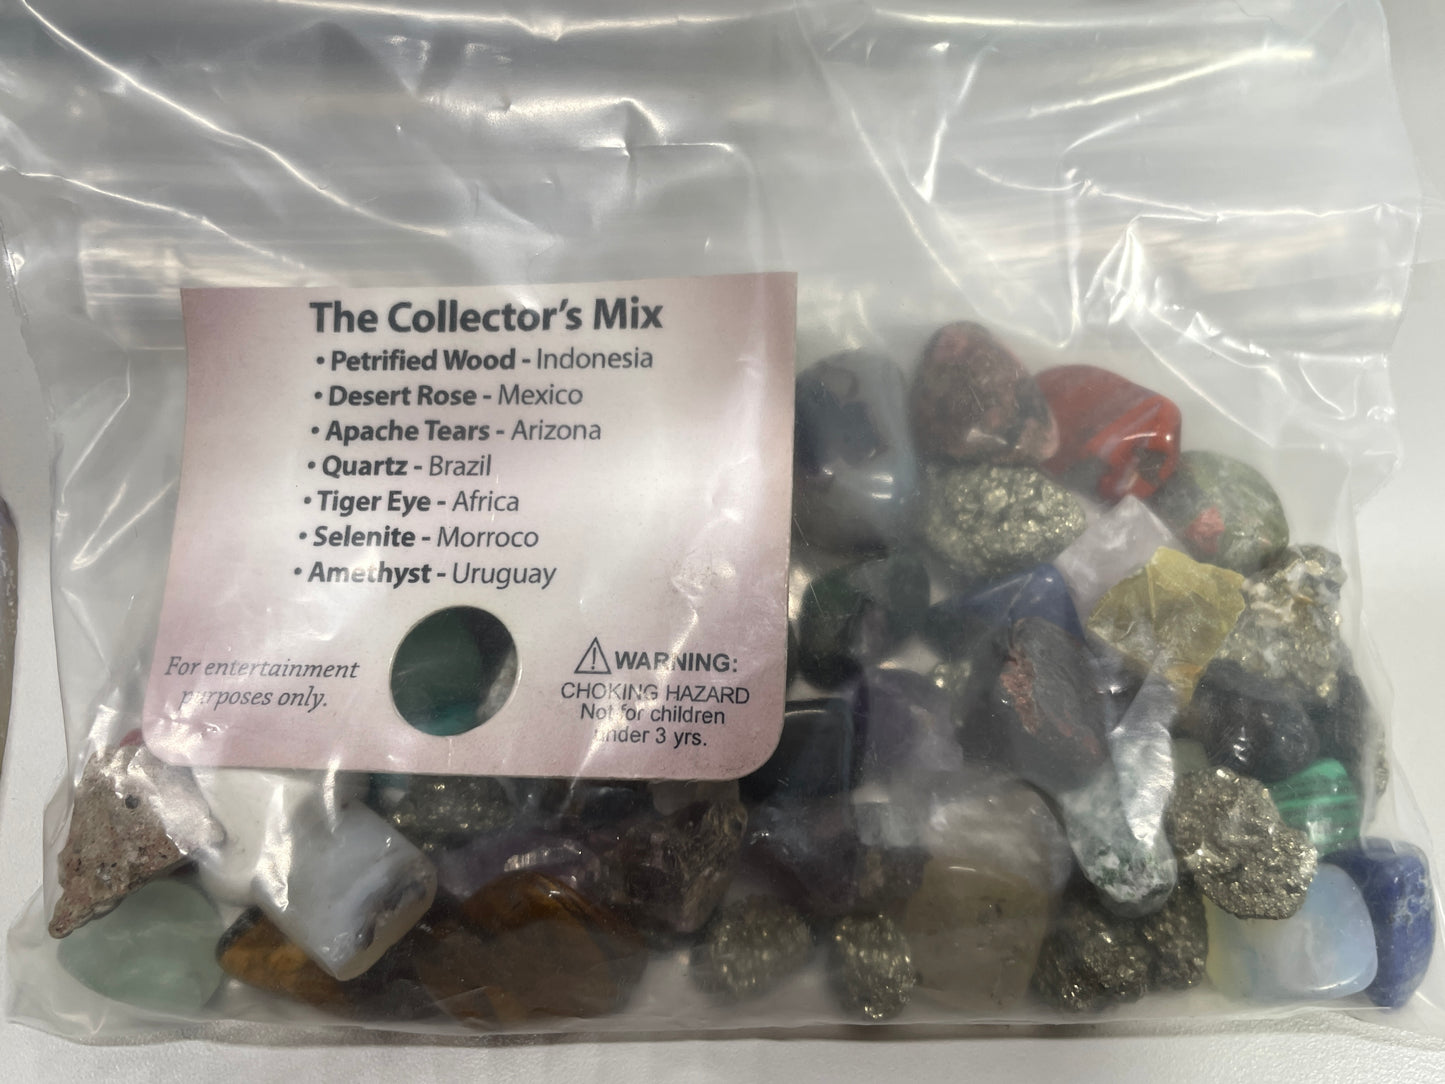 The Collector's Mix
• Petrified Wood - Indonesia
• Desert Rose - Mexico
• Apache Tears - Arizona
• Quartz - Brazil
• Tiger Eye - Africa
• Selenite - Morroco
• Amethyst - Uruguay
For entertainment
purposes only.
WARNING:
CHOKING HAZARD
Not for children
under 3 yrs.